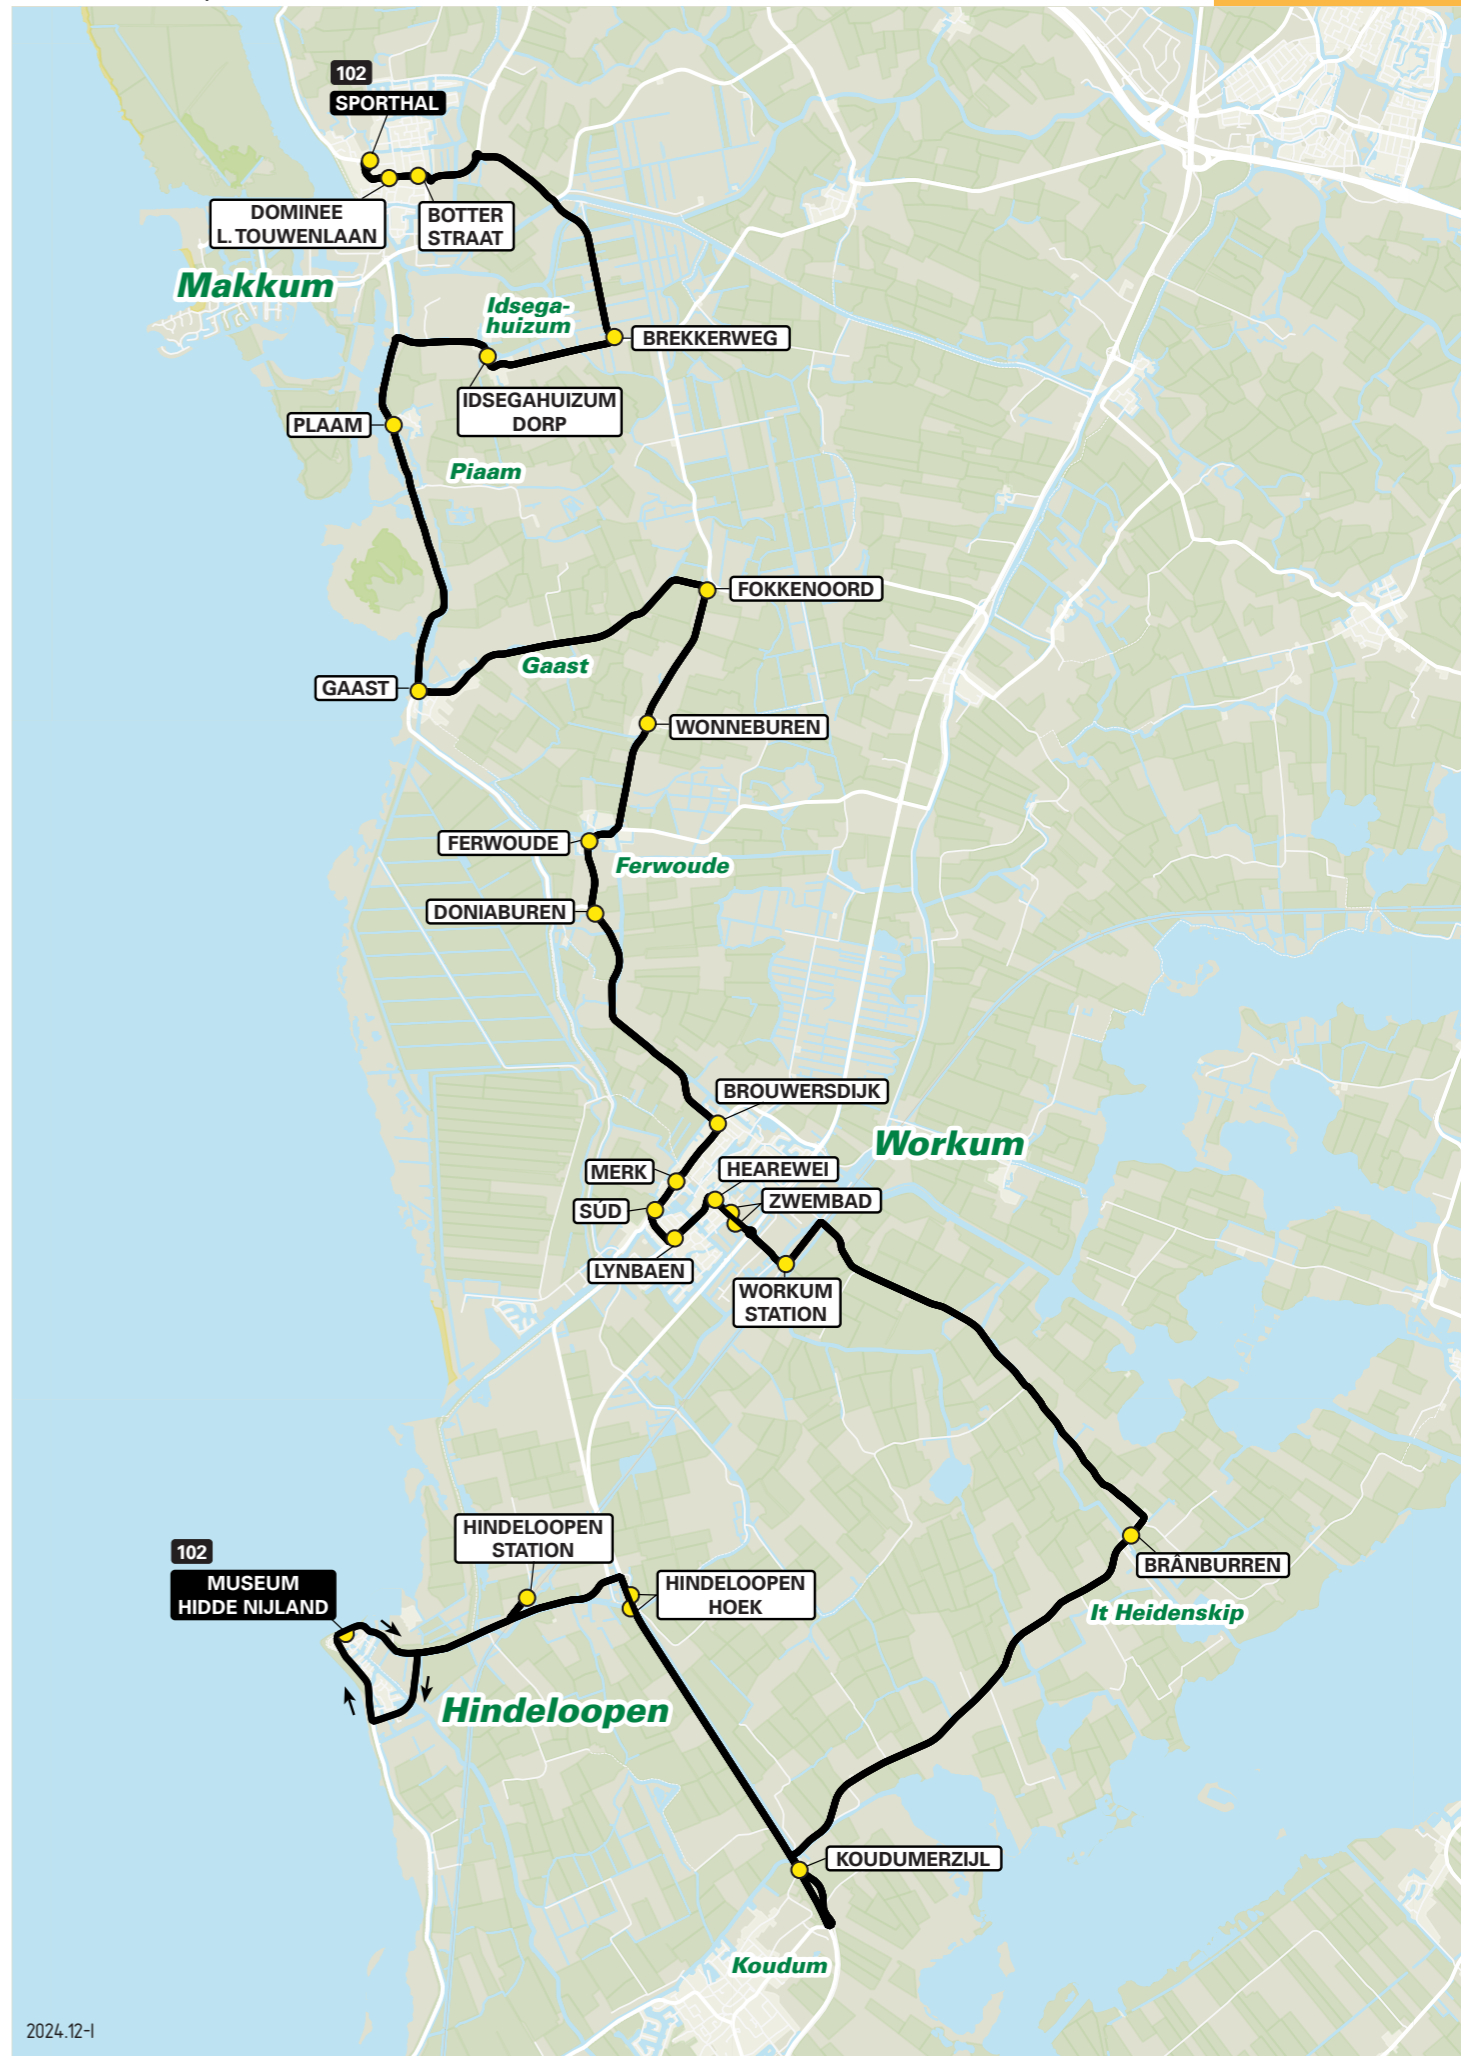 102
SPORTHAL
DOMINEE
L. TOUWENLAAN
BOTTER
STRAAT
Makkum
Idsega-
huizum
BREKKERWEG
IDSEGAHUIZUM
DORP
PLAAM
Piaam
FOKKENOORD
Gaast
GAAST
WONNEBUREN
FERWOUDE
Ferwoude
DONIABUREN
BROUWERSDIJK
Workum
MERK
HEAREWEI
SÚD
ZWEMBAD
LYNBAEN
WORKUM
STATION
HINDELOOPEN
STATION
102
MUSEUM
HIDDE NIJLAND
HINDELOOPEN
HOEK
BRÂNBURREN
It Heidenskip
Hindeloopen
KOUDUMERZIJL
Koudum
2024.12-I